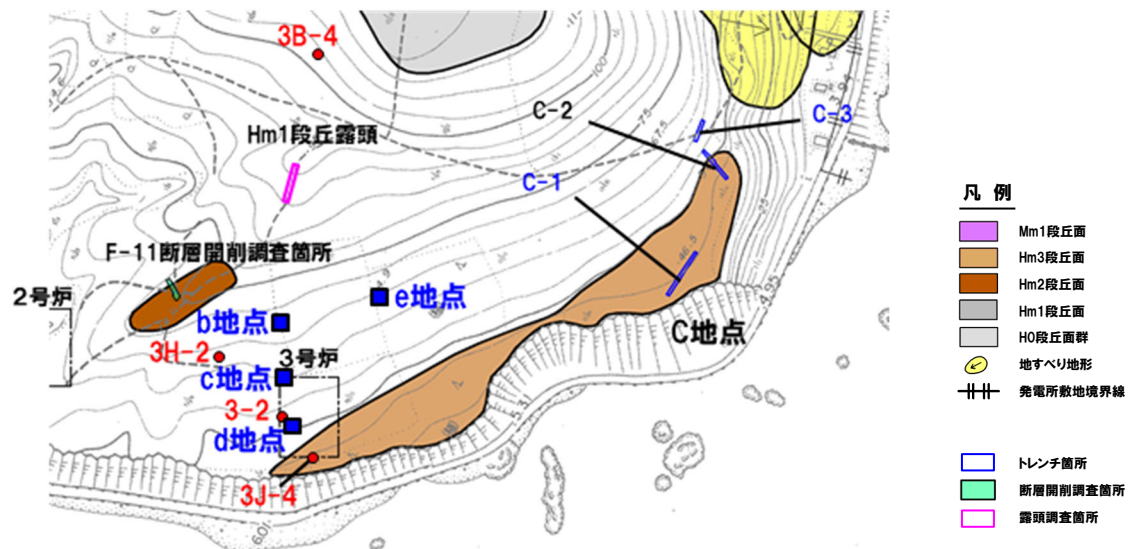 3B-4
C-2
C-3
Hm1段丘露頭
C-1
F-11断層開削調査箇所
2号炉
e地点
b地点
3H-2
3号炉
c地点
C地点
3-2
d地点
3J-4
100
75
46.5
4.95
凡 例
Mm1段丘面
Hm3段丘面
Hm2段丘面
Hm1段丘面
H0段丘面群
地すべり地形
発電所敷地境界線
トレンチ箇所
断層開削調査箇所
露頭調査箇所